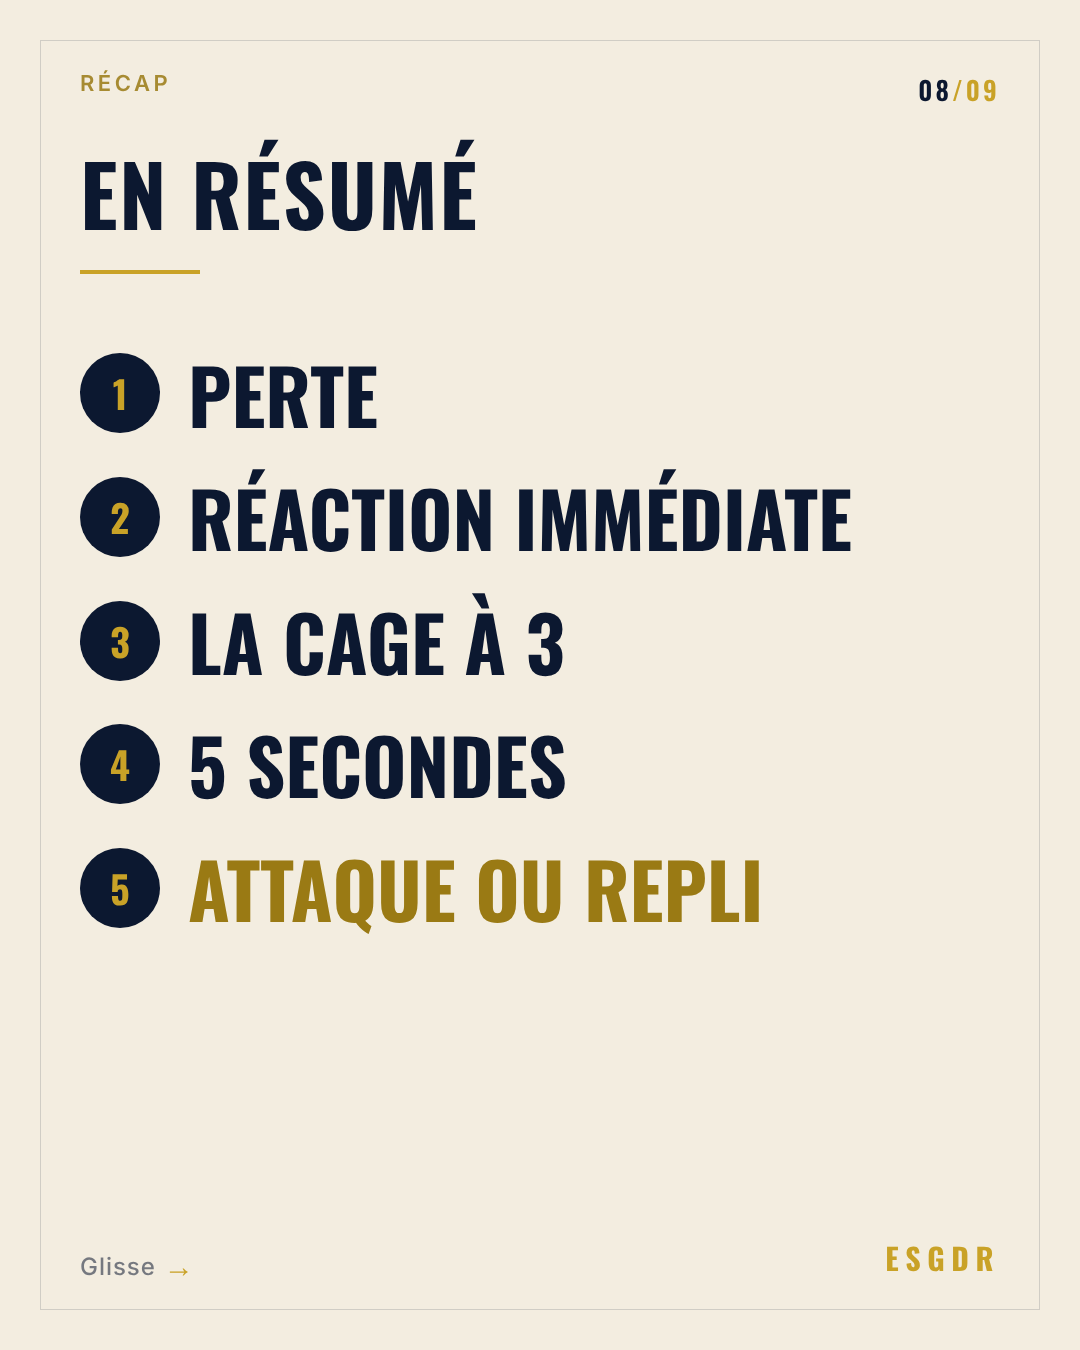 RÉCAP
08/09
EN RÉSUMÉ
1 PERTE
2 RÉACTION IMMÉDIATE
3 LA CAGE À 3
4 5 SECONDES
5 ATTAQUE OU REPLI
Glisse →
ESGDR